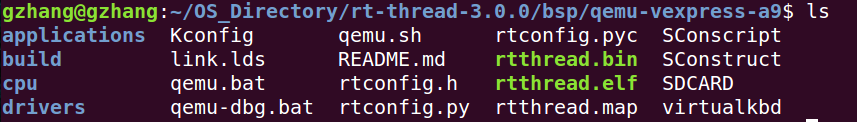 gzhang@gzhang:~/OS_Directory/rt-thread-3.0.0/bsp/qemu-vexpress-a9$ ls
applications Kconfig qemu.sh rtconfig.pyc SConscript
build link.lds README.md rtthread.bin SConstruct
cpu qemu.bat rtconfig.h rtthread.elf SDCARD
drivers qemu-dbg.bat rtconfig.py rtthread.map virtualkbd